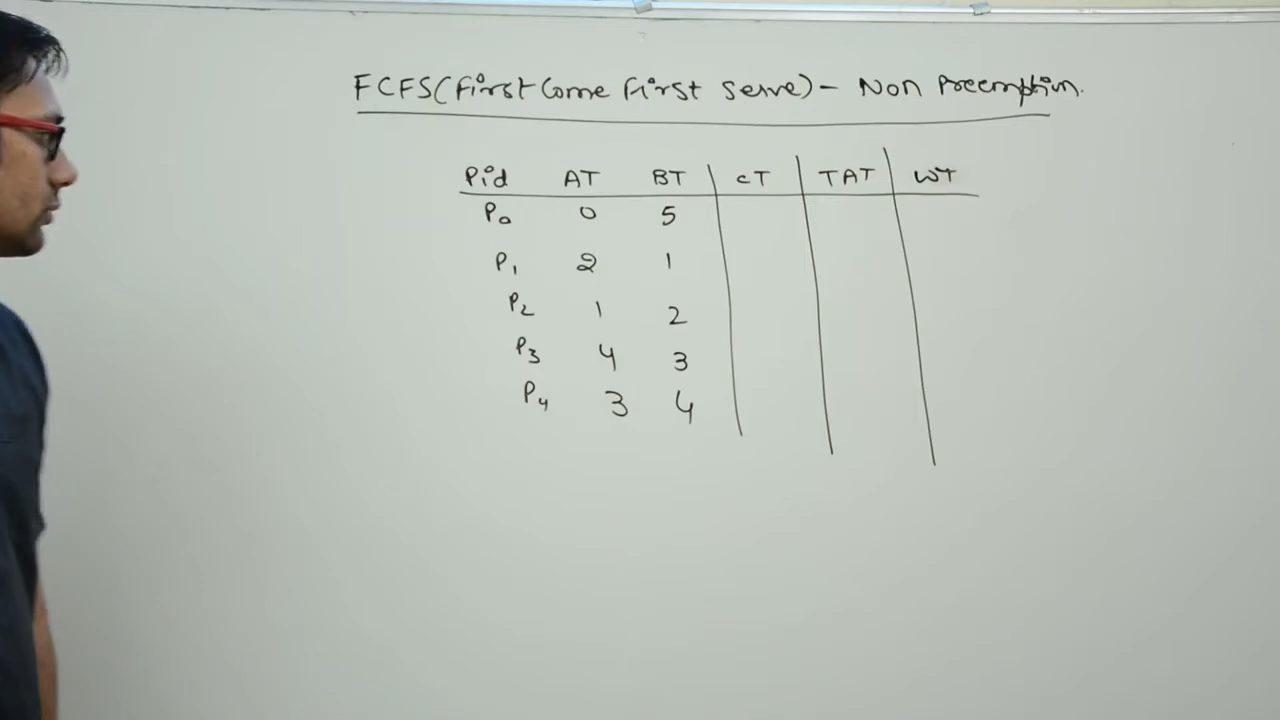 FCFS(First Come First Serve) - Non Preemption.
Pid AT BT CT TAT WT
P0 0 5
P1 2 1
P2 1 2
P3 4 3
P4 3 4